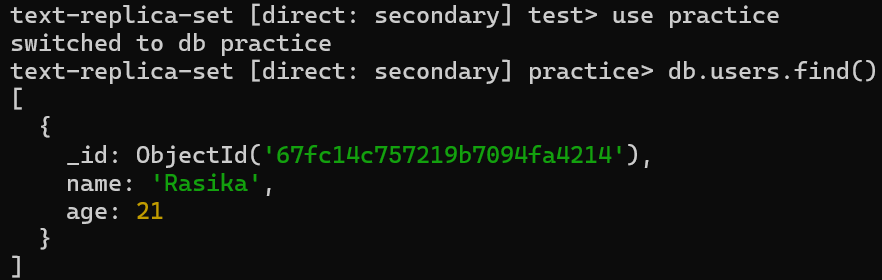 text-replica-set [direct: secondary] test> use practice
switched to db practice
text-replica-set [direct: secondary] practice> db.users.find()
[
  {
    _id: ObjectId('67fc14c757219b7094fa4214'),
    name: 'Rasika',
    age: 21
  }
]